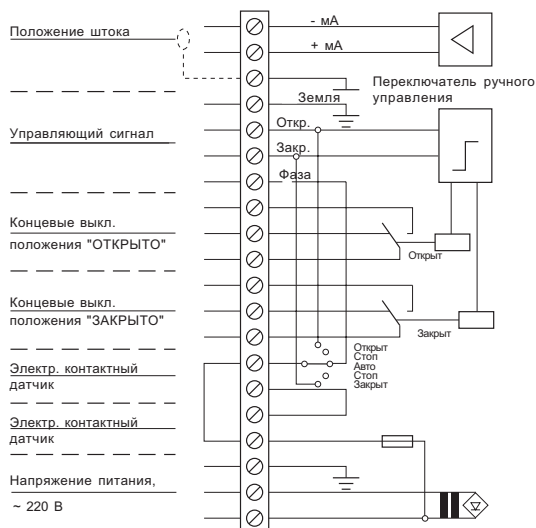 Положение штока
- мА
+ мА
Переключатель ручного
управления
Земля
Управляющий сигнал
Откр.
Закр.
Фаза
Концевые выкл.
положения "ОТКРЫТО"
Открыт
Концевые выкл.
положения "ЗАКРЫТО"
Закрыт
Электр. контактный
датчик
Открыт
Стоп
Авто
Стоп
Закрыт
Электр. контактный
датчик
Напряжение питания,
~ 220 В